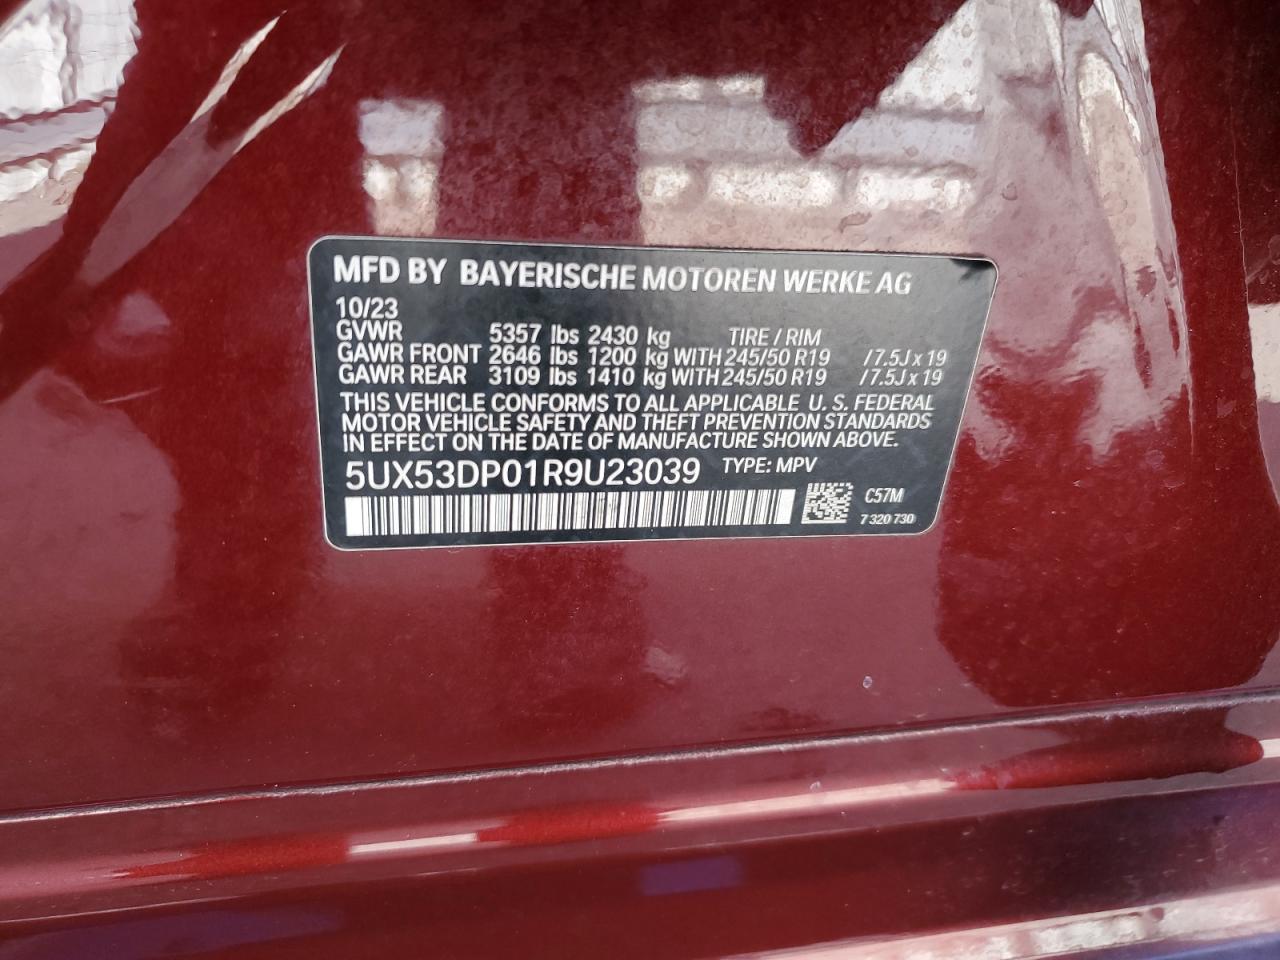 MFD BY BAYERISCHE MOTOREN WERKE AG
10/23
GVWR 5357 lbs 2430 kg TIRE / RIM
GAWR FRONT 2646 lbs 1200 kg WITH 245/50 R19 /7.5J x 19
GAWR REAR 3109 lbs 1410 kg WITH 245/50 R19 /7.5J x 19
THIS VEHICLE CONFORMS TO ALL APPLICABLE U. S. FEDERAL
MOTOR VEHICLE SAFETY AND THEFT PREVENTION STANDARDS
IN EFFECT ON THE DATE OF MANUFACTURE SHOWN ABOVE.
5UX53DP01R9U23039 TYPE: MPV
C57M
7 320 730